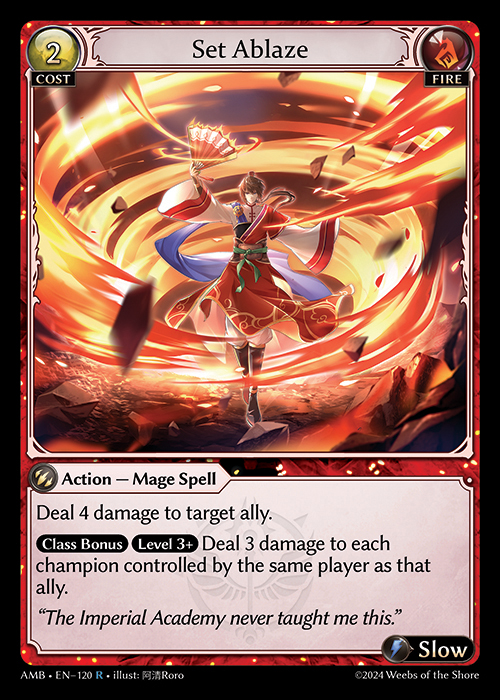 2
Set Ablaze
COST
FIRE
Action — Mage Spell
Deal 4 damage to target ally.
Class Bonus Level 3+ Deal 3 damage to each
champion controlled by the same player as that
ally.
“The Imperial Academy never taught me this.”
Slow
AMB • EN-120 R • illust: 阿清Roro
©2024 Weebs of the Shore